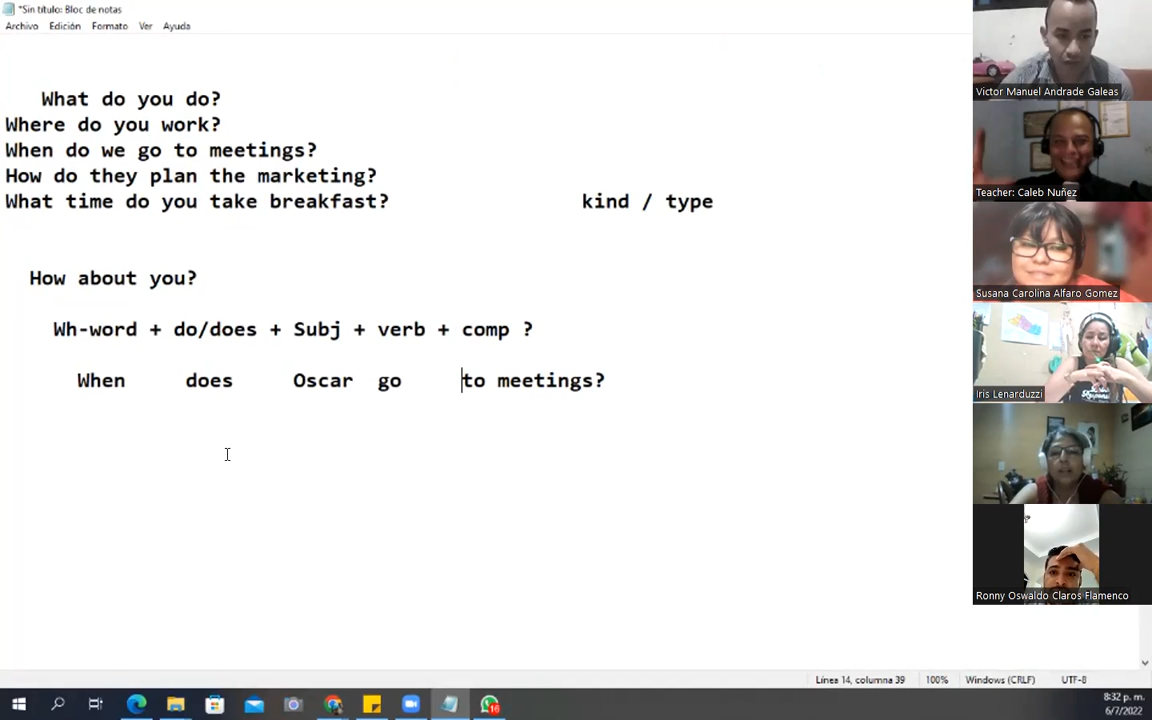 *Sin título: Bloc de notas
Archivo Edición Formato Ver Ayuda
What do you do?
Where do you work?
When do we go to meetings?
How do they plan the marketing?
What time do you take breakfast? kind / type
How about you?
Wh-word + do/does + Subj + verb + comp ?
When does Oscar go to meetings?
Victor Manuel Andrade Galeas
Teacher: Caleb Nuñez
Susana Carolina Alfaro Gomez
Iris Lenarduzzi
Ronny Oswaldo Claros Flamenco
Línea 14, columna 39 100% Windows (CRLF) UTF-8
16
8:32 p. m.
6/7/2022